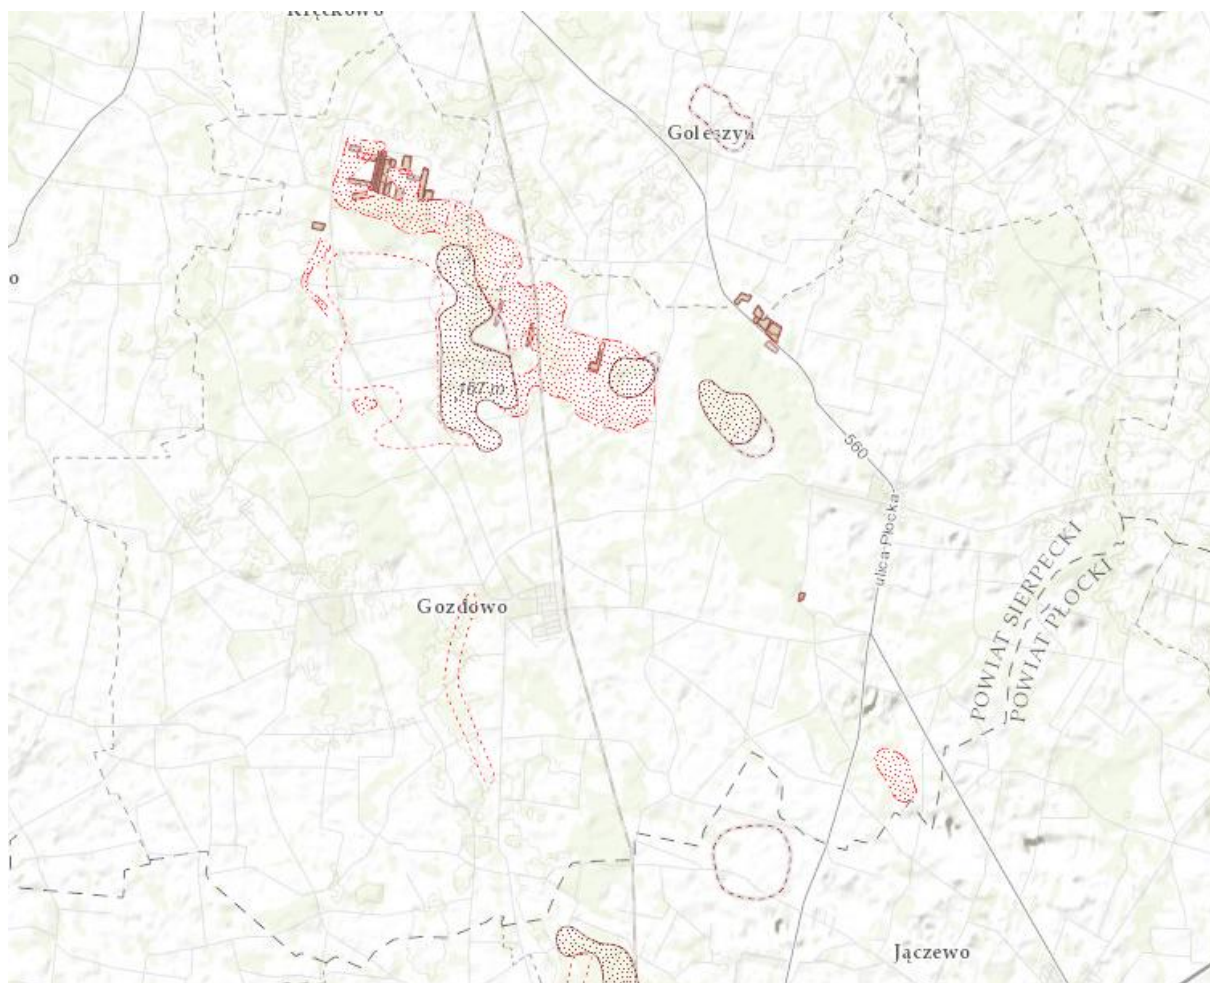 Goleszyn
o
167 m
560
ulica Płocka
Gozdowo
POWIAT SIERPECKI
POWIAT PŁOCKI
Jączewo